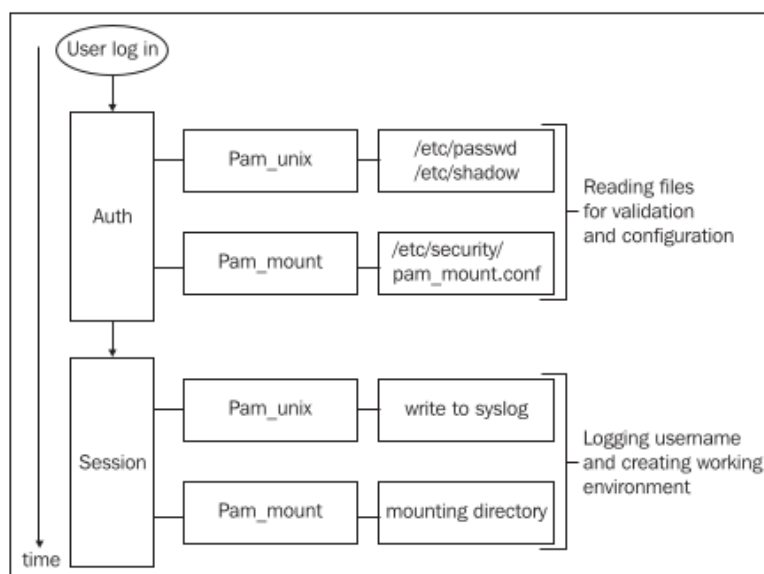 User log in
Auth
Pam_unix
/etc/passwd
/etc/shadow
Pam_mount
/etc/security/
pam_mount.conf
Reading files
for validation
and configuration
Session
Pam_unix
write to syslog
Pam_mount
mounting directory
Logging username
and creating working
environment
time